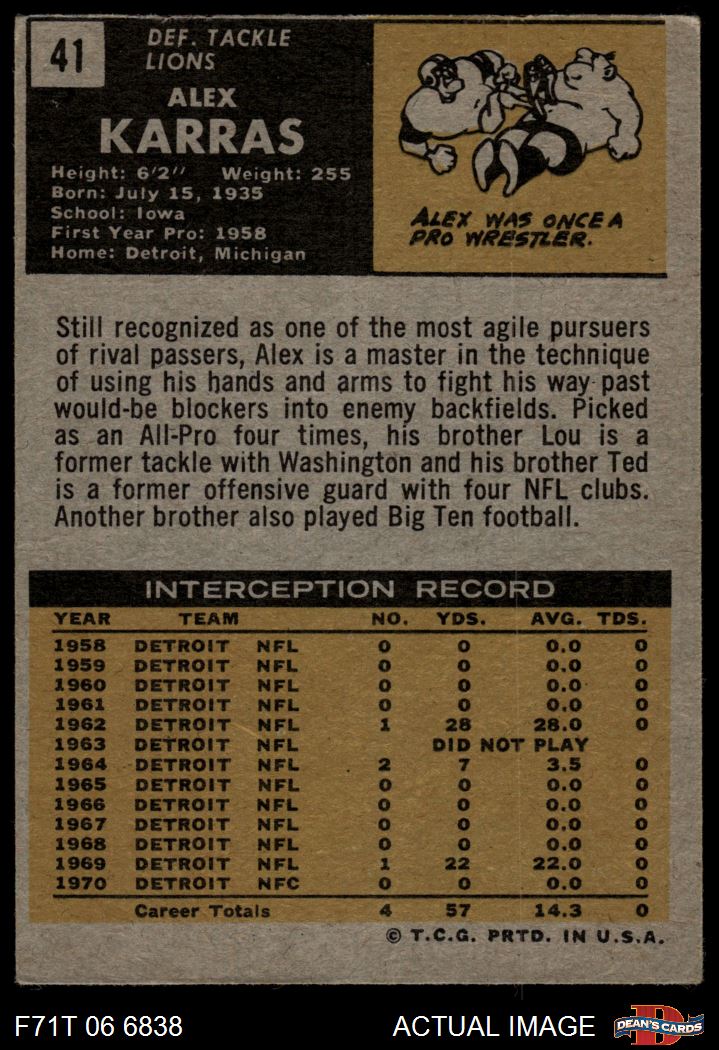 41
DEF. TACKLE
LIONS
ALEX
KARRAS
Height: 6'2" Weight: 255
Born: July 15, 1935
School: Iowa
First Year Pro: 1958
Home: Detroit, Michigan
ALEX WAS ONCE A
PRO WRESTLER.
Still recognized as one of the most agile pursuers
of rival passers, Alex is a master in the technique
of using his hands and arms to fight his way past
would-be blockers into enemy backfields. Picked
as an All-Pro four times, his brother Lou is a
former tackle with Washington and his brother Ted
is a former offensive guard with four NFL clubs.
Another brother also played Big Ten football.
INTERCEPTION RECORD
YEAR TEAM NO. YDS. AVG. TDS.
1958 DETROIT NFL 0 0 0.0 0
1959 DETROIT NFL 0 0 0.0 0
1960 DETROIT NFL 0 0 0.0 0
1961 DETROIT NFL 0 0 0.0 0
1962 DETROIT NFL 1 28 28.0 0
1963 DETROIT NFL DID NOT PLAY
1964 DETROIT NFL 2 7 3.5 0
1965 DETROIT NFL 0 0 0.0 0
1966 DETROIT NFL 0 0 0.0 0
1967 DETROIT NFL 0 0 0.0 0
1968 DETROIT NFL 0 0 0.0 0
1969 DETROIT NFL 1 22 22.0 0
1970 DETROIT NFC 0 0 0.0 0
Career Totals 4 57 14.3 0
© T.C.G. PRTD. IN U.S.A.
F71T 06 6838 ACTUAL IMAGE D DEAN'S CARDS